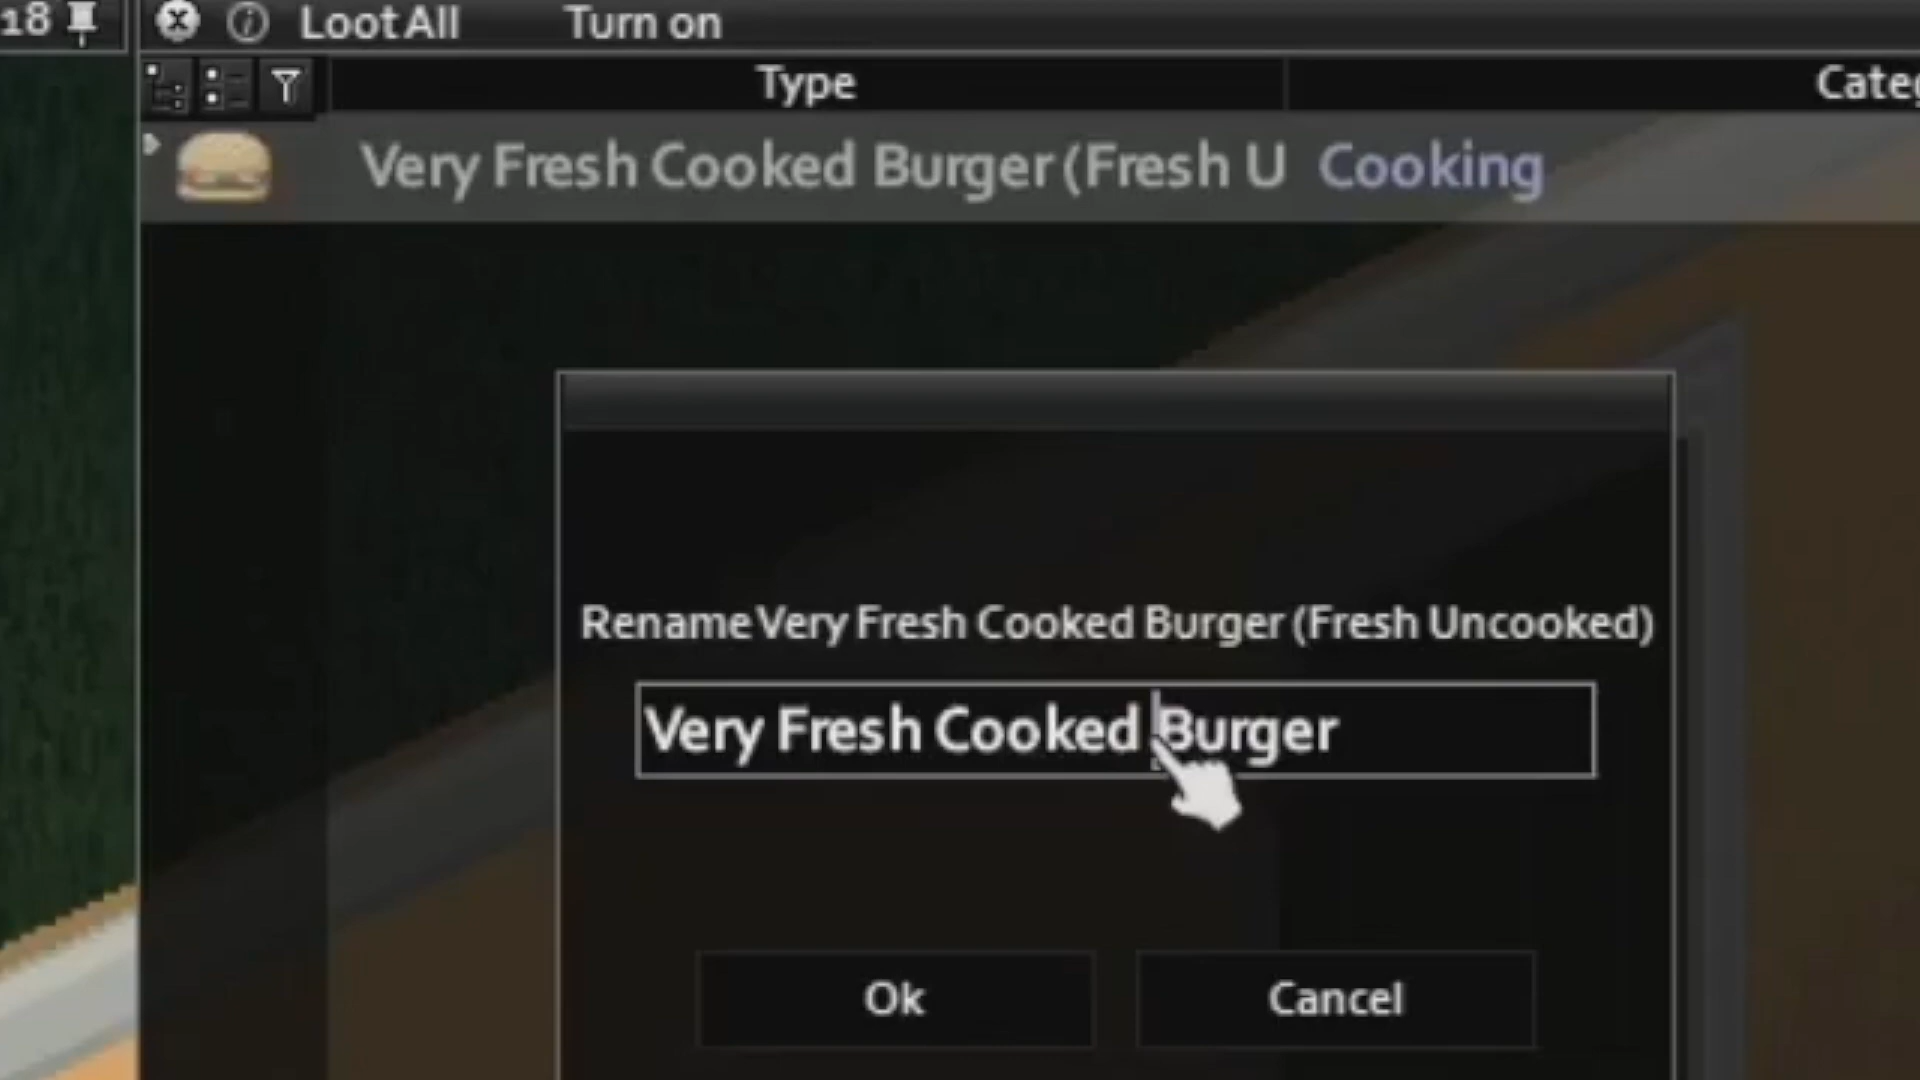 18 Loot All Turn on
Type Categ
Very Fresh Cooked Burger (Fresh U Cooking
Rename Very Fresh Cooked Burger (Fresh Uncooked)
Very Fresh Cooked Burger
Ok Cancel